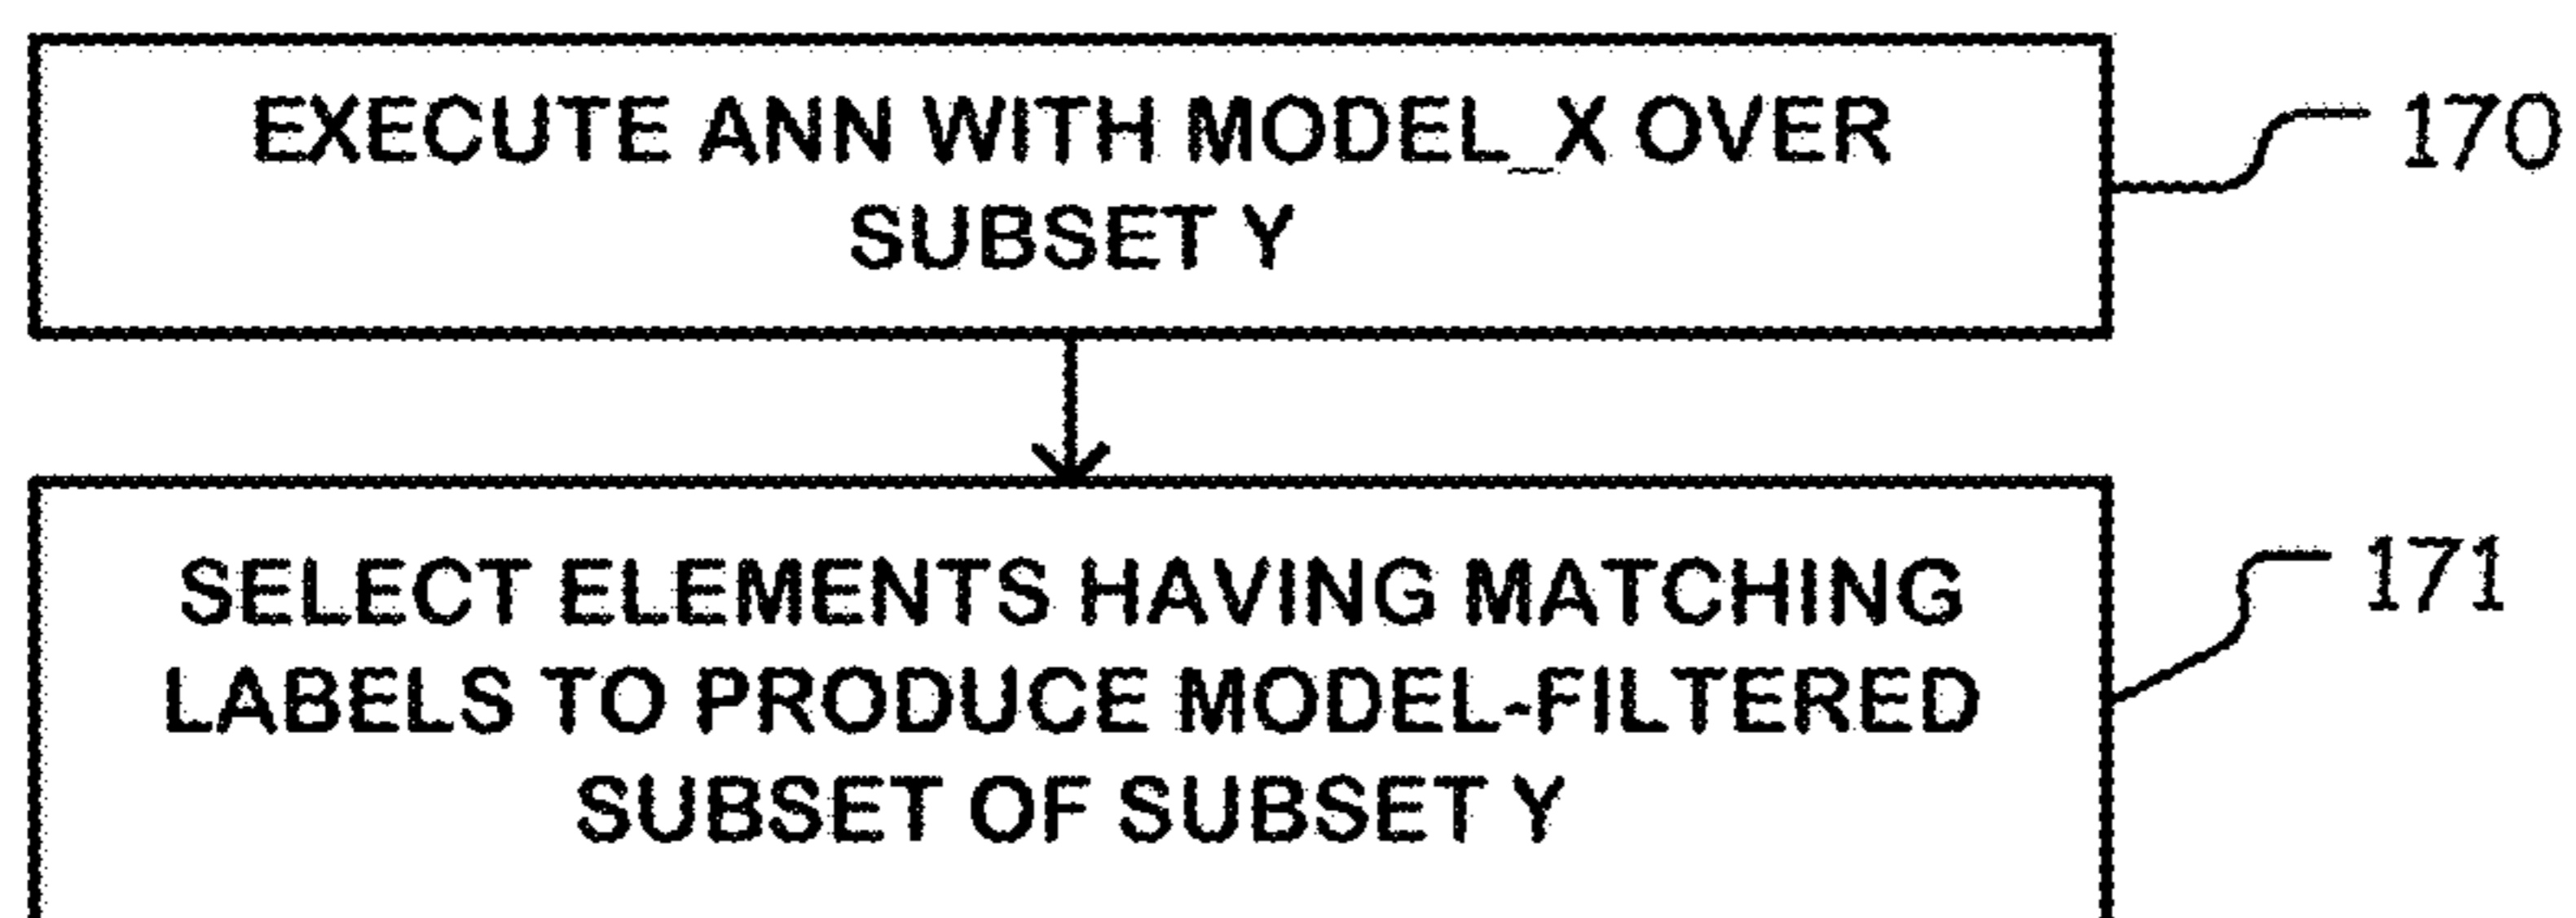 EXECUTE ANN WITH MODEL_X OVER
SUBSET Y
170
SELECT ELEMENTS HAVING MATCHING
LABELS TO PRODUCE MODEL-FILTERED
SUBSET OF SUBSET Y
171